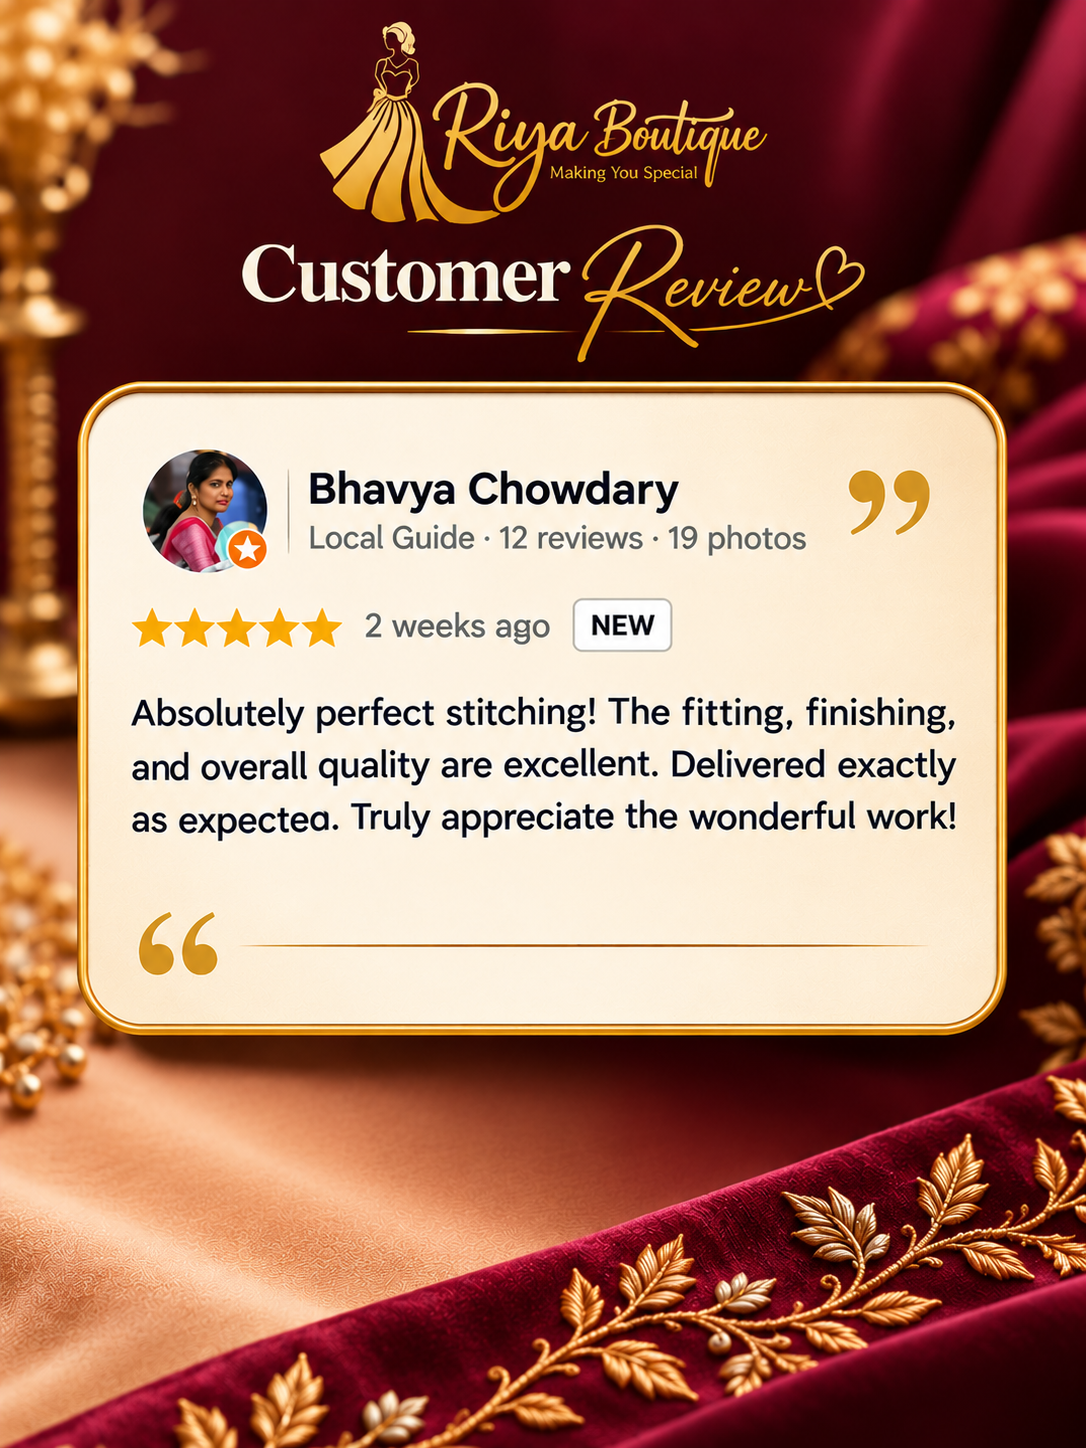 Riya Boutique
Making You Special
Customer Review
Bhavya Chowdary
Local Guide · 12 reviews · 19 photos
2 weeks ago NEW
Absolutely perfect stitching! The fitting, finishing,
and overall quality are excellent. Delivered exactly
as expectea. Truly appreciate the wonderful work!